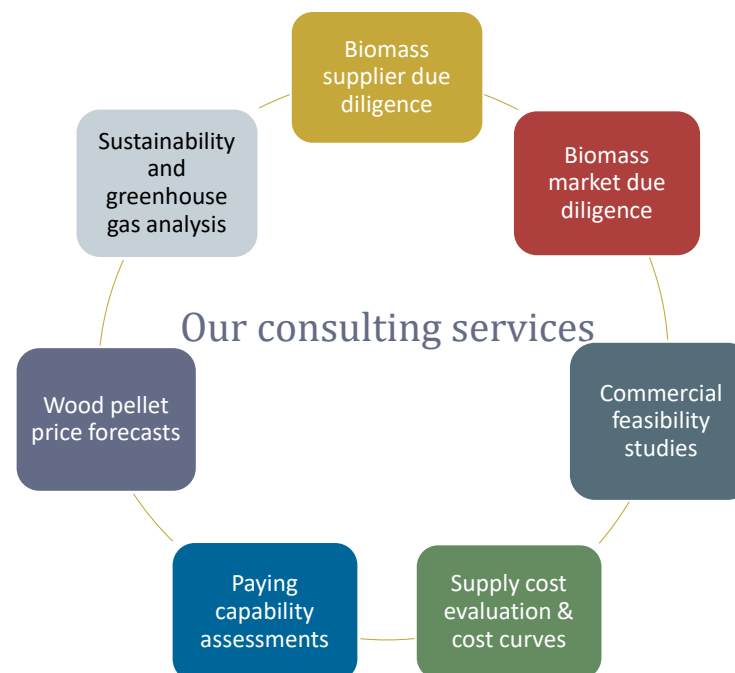 Biomass
supplier due
diligence
Biomass
market due
diligence
Commercial
feasibility
studies
Supply cost
evaluation &
cost curves
Paying
capability
assessments
Wood pellet
price forecasts
Sustainability
and
greenhouse
gas analysis
Our consulting services